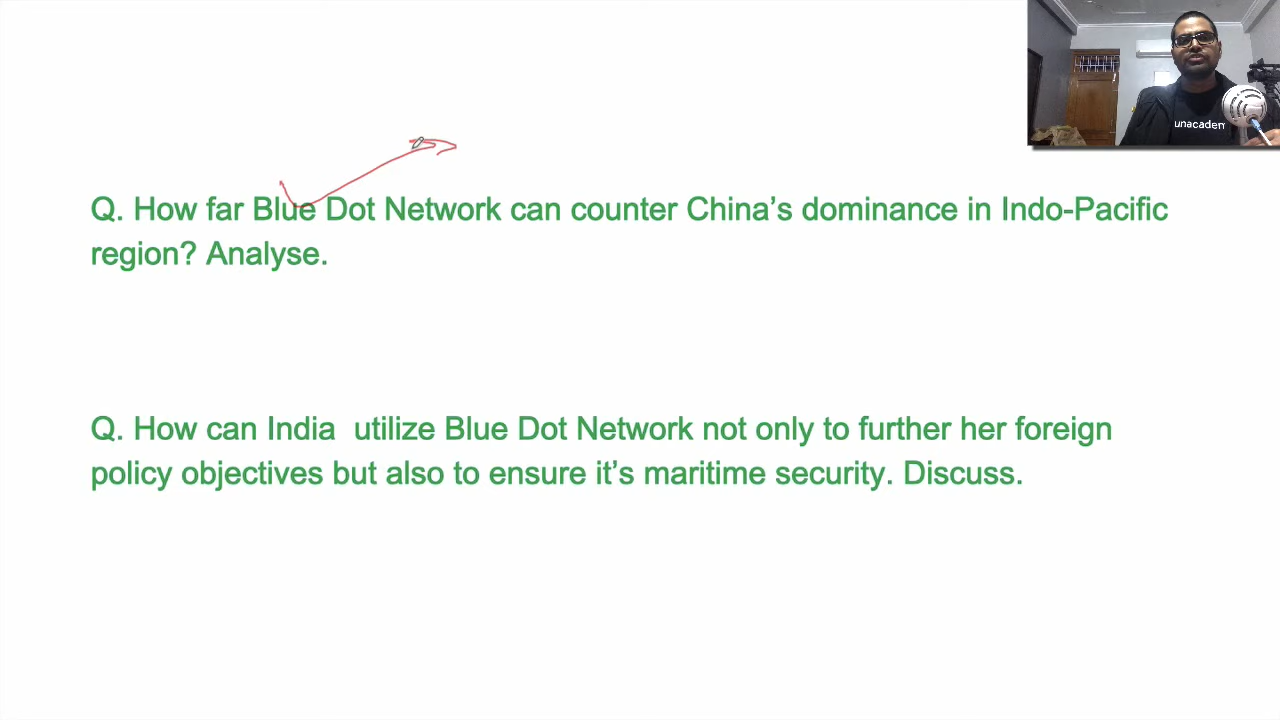 unacadem
Q. How far Blue Dot Network can counter China’s dominance in Indo-Pacific
region? Analyse.
Q. How can India  utilize Blue Dot Network not only to further her foreign
policy objectives but also to ensure it’s maritime security. Discuss.